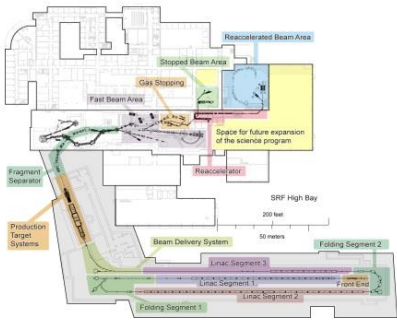 Reaccelerated Beam Area
Stopped Beam Area
Gas Stopping
Fast Beam Area
Space for future expansion
of the science program
Fragment
Separator
Reaccelerator
SRF High Bay
200 feet
50 meters
Production
Target
Systems
Beam Delivery System
Folding Segment 2
Linac Segment 3
Linac Segment 1
Front End
Linac Segment 2
Folding Segment 1